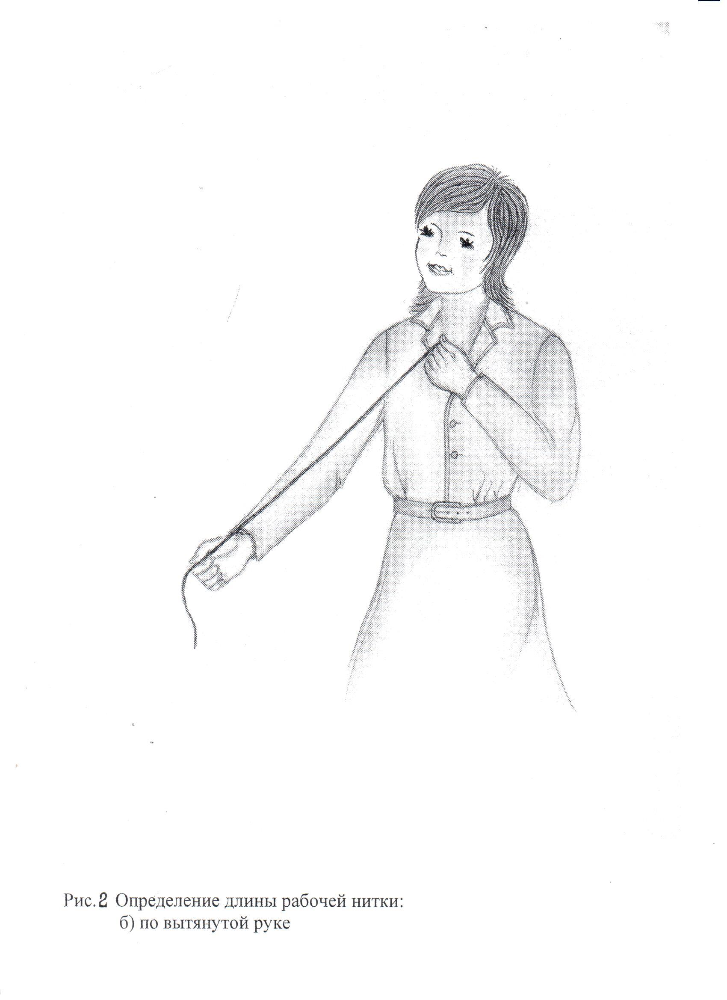 Рис.2 Определение длины рабочей нитки:
б) по вытянутой руке